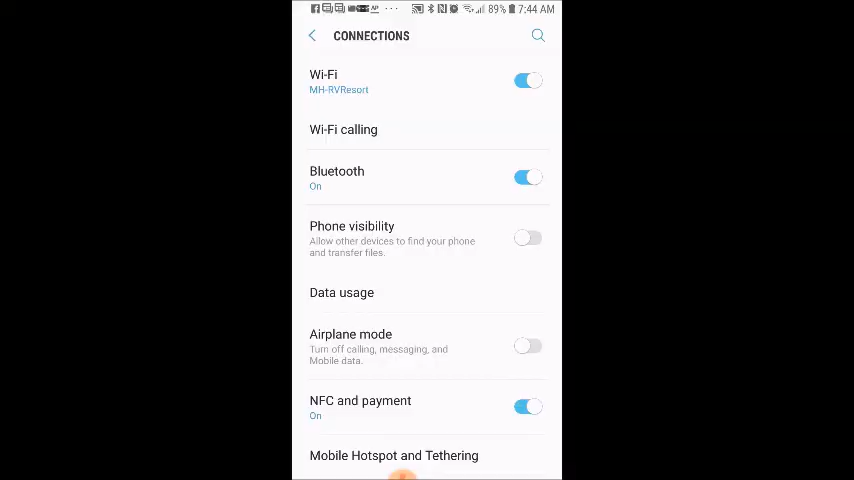 89% 7:44 AM
CONNECTIONS
Wi-Fi
MH-RVResort
Wi-Fi calling
Bluetooth
On
Phone visibility
Allow other devices to find your phone
and transfer files.
Data usage
Airplane mode
Turn off calling, messaging, and
Mobile data.
NFC and payment
On
Mobile Hotspot and Tethering